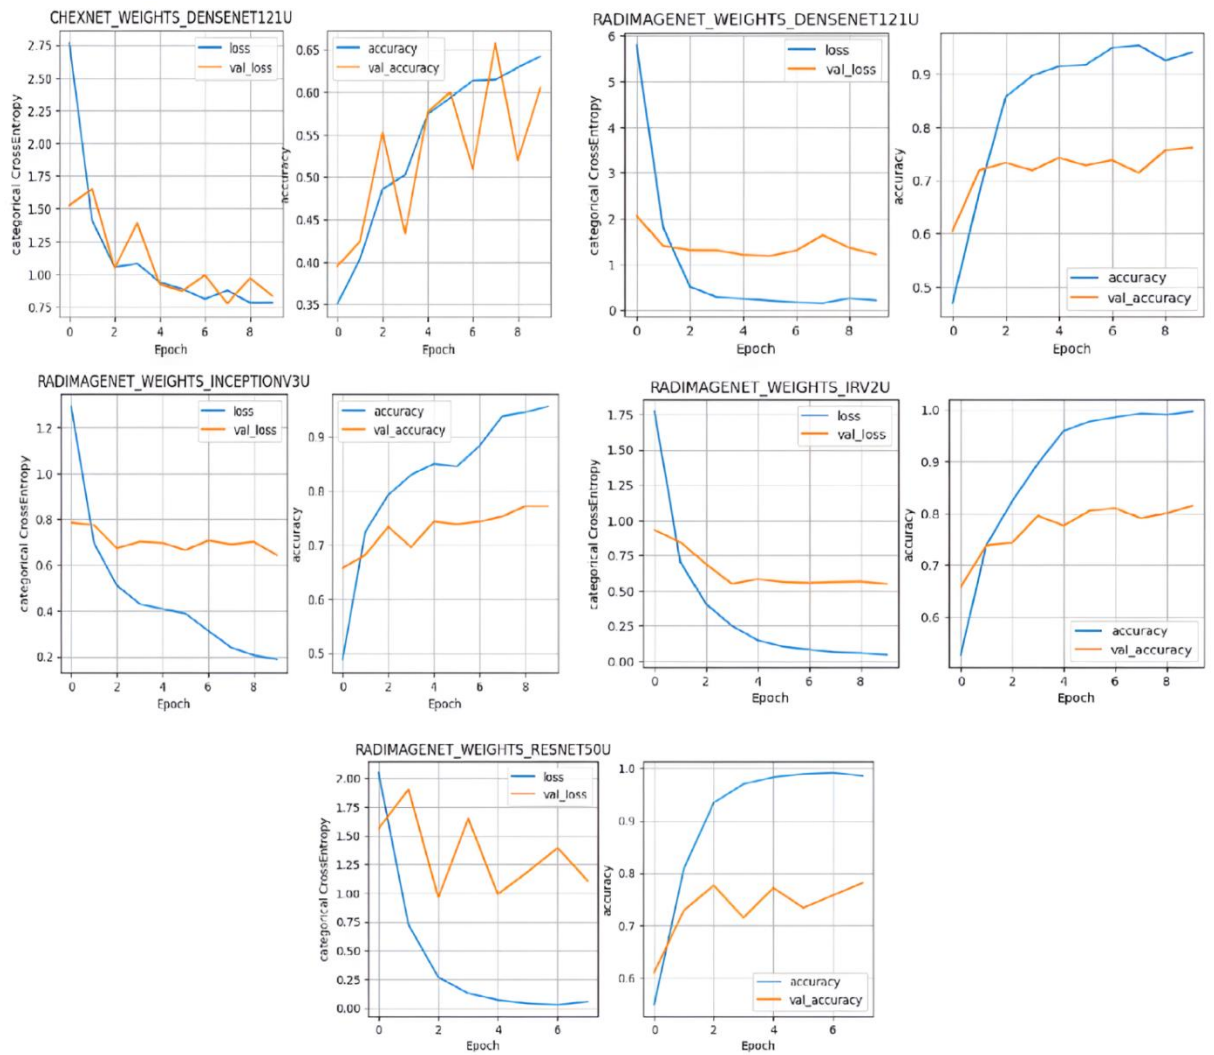 CHEXNET_WEIGHTS_DENSENET121U
loss
val_loss
2.75
2.50
2.25
2.00
1.75
1.50
1.25
1.00
0.75
categorical CrossEntropy
0 2 4 6 8
Epoch
accuracy
val_accuracy
0.65
0.60
0.55
0.50
0.45
0.40
0.35
accuracy
0 2 4 6 8
Epoch
RADIMAGENET_WEIGHTS_DENSENET121U
loss
val_loss
6
5
4
3
2
1
0
categorical CrossEntropy
0 2 4 6 8
Epoch
0.9
0.8
0.7
0.6
0.5
accuracy
accuracy
val_accuracy
0 2 4 6 8
Epoch
RADIMAGENET_WEIGHTS_INCEPTIONV3U
loss
val_loss
1.2
1.0
0.8
0.6
0.4
0.2
categorical CrossEntropy
0 2 4 6 8
Epoch
accuracy
val_accuracy
0.9
0.8
0.7
0.6
0.5
accuracy
0 2 4 6 8
Epoch
RADIMAGENET_WEIGHTS_IRV2U
loss
val_loss
1.75
1.50
1.25
1.00
0.75
0.50
0.25
0.00
categorical CrossEntropy
0 2 4 6 8
Epoch
1.0
0.9
0.8
0.7
0.6
accuracy
accuracy
val_accuracy
0 2 4 6 8
Epoch
RADIMAGENET_WEIGHTS_RESNET50U
loss
val_loss
2.00
1.75
1.50
1.25
1.00
0.75
0.50
0.25
0.00
categorical CrossEntropy
0 2 4 6
Epoch
1.0
0.9
0.8
0.7
0.6
accuracy
accuracy
val_accuracy
0 2 4 6
Epoch